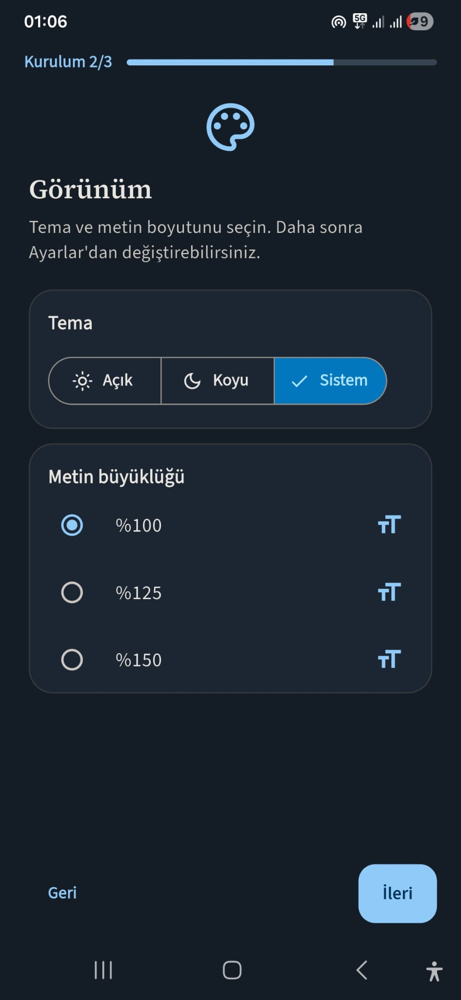 01:06
5G
9
Kurulum 2/3
Görünüm
Tema ve metin boyutunu seçin. Daha sonra
Ayarlar'dan değiştirebilirsiniz.
Tema
Açık
Koyu
Sistem
Metin büyüklüğü
%100
%125
%150
Geri
İleri